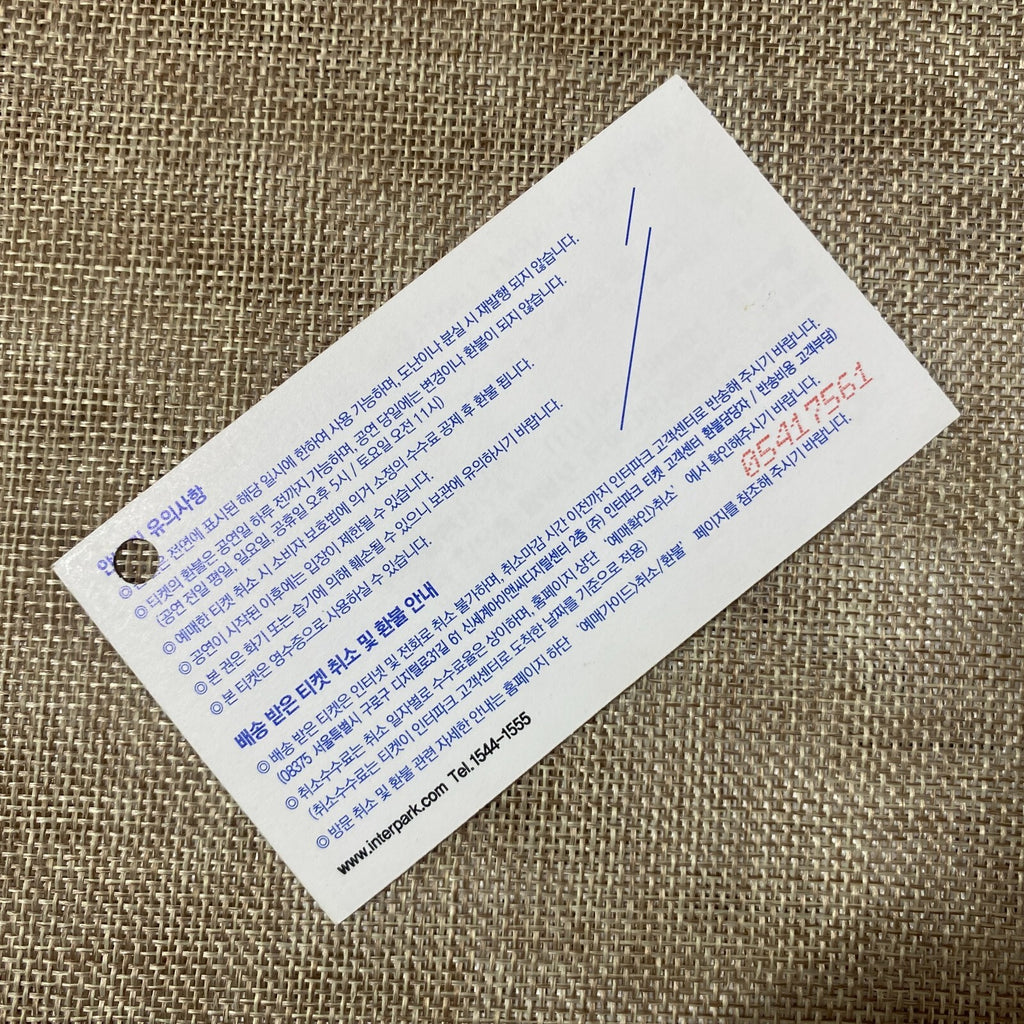 유의사항
◎ 전면에 표시된 해당 일시에 한하여 사용 가능하며, 도난이나 분실 시 재발행 되지 않습니다.
◎ 티켓의 환불은 공연일 하루 전까지 가능하며, 공연 당일에는 변경이나 환불이 되지 않습니다.
(공연 전일 평일, 일요일, 공휴일 오후 5시 / 토요일 오전 11시)
◎ 예매한 티켓 취소 시 소비자 보호법에 의거 소정의 수수료 공제 후 환불 됩니다.
◎ 공연이 시작된 이후에는 입장이 제한될 수 있습니다.
◎ 본 권은 화기 또는 습기에 의해 훼손될 수 있으니 보관에 유의하시기 바랍니다.
◎ 본 티켓은 영수증으로 사용하실 수 있습니다.
배송 받은 티켓 취소 및 환불 안내
◎ 배송 받은 티켓은 인터넷 및 전화로 취소 불가하며, 취소마감 시간 이전까지 인터파크 고객센터로 반송해 주시기 바랍니다.
(08375 서울특별시 구로구 디지털로31길 61 신세계아이앤씨디지털센터 2층 (주) 인터파크 티켓 고객센터 환불담당자 / 반송비용 고객부담)
◎ 취소수수료는 취소 일자별로 수수료율은 상이하며, 홈페이지 상단 '예매확인>취소' 에서 확인해주시기 바랍니다.
(취소수수료는 티켓이 인터파크 고객센터로 도착한 날짜를 기준으로 적용)
◎ 방문 취소 및 환불 관련 자세한 안내는 홈페이지 하단 '예매가이드>취소/환불' 페이지를 참조해 주시기 바랍니다.
05417561
www.interpark.com Tel. 1544-1555